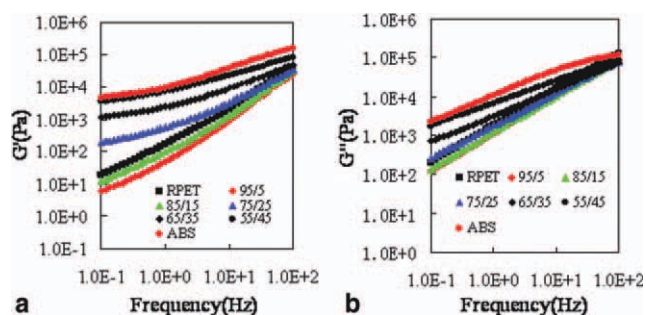 1.0E+6
1.0E+5
1.0E+4
1.0E+3
1.0E+2
1.0E+1
1.0E+0
1.0E-1
G'(Pa)
RPET 95/5
85/15 75/25
65/35 55/45
ABS
1.0E-1 1.0E+0 1.0E+1 1.0E+2
a Frequency(Hz)
1.0E+6
1.0E+5
1.0E+4
1.0E+3
1.0E+2
1.0E+1
1.0E+0
G"(Pa)
RPET 95/5 85/15
75/25 65/35 55/45
ABS
1.0E-1 1.0E+0 1.0E+1 1.0E+2
b Frequency(Hz)